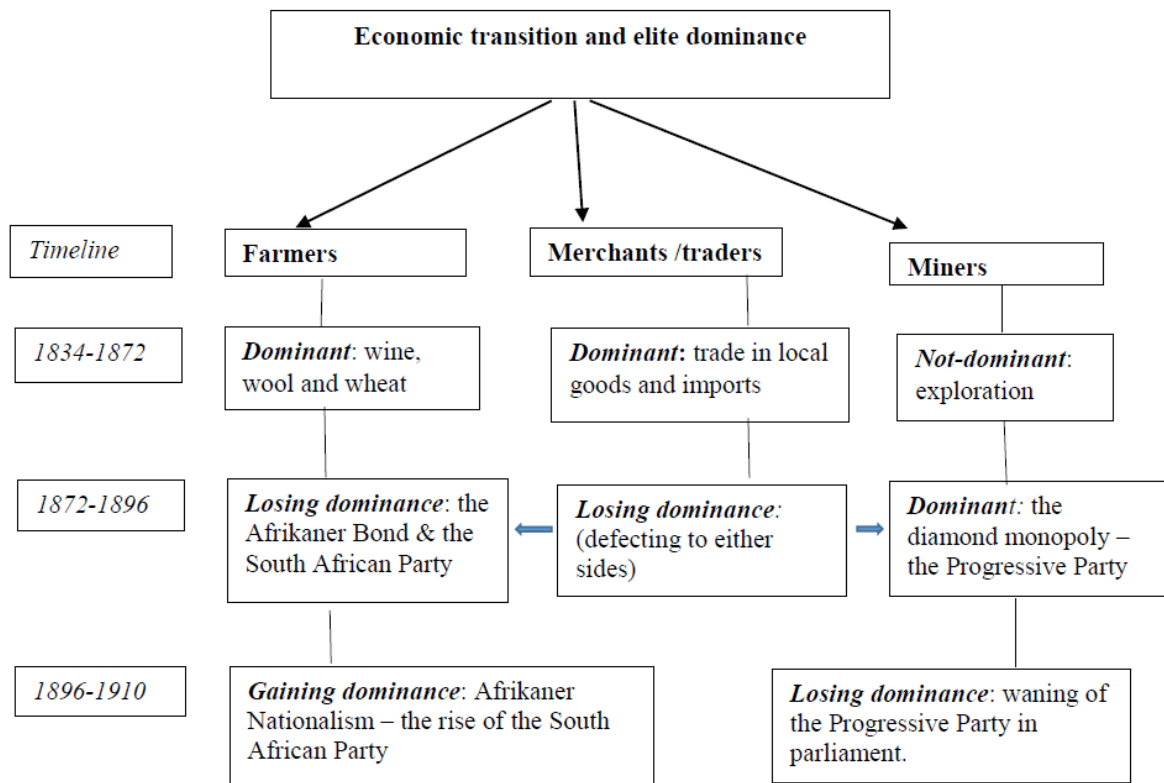 Economic transition and elite dominance
Timeline
Farmers
Merchants /traders
Miners
1834-1872
Dominant: wine,
wool and wheat
Dominant: trade in local
goods and imports
Not-dominant:
exploration
1872-1896
Losing dominance: the
Afrikaner Bond & the
South African Party
Losing dominance:
(defecting to either
sides)
Dominant: the
diamond monopoly –
the Progressive Party
1896-1910
Gaining dominance: Afrikaner
Nationalism – the rise of the South
African Party
Losing dominance: waning of
the Progressive Party in
parliament.